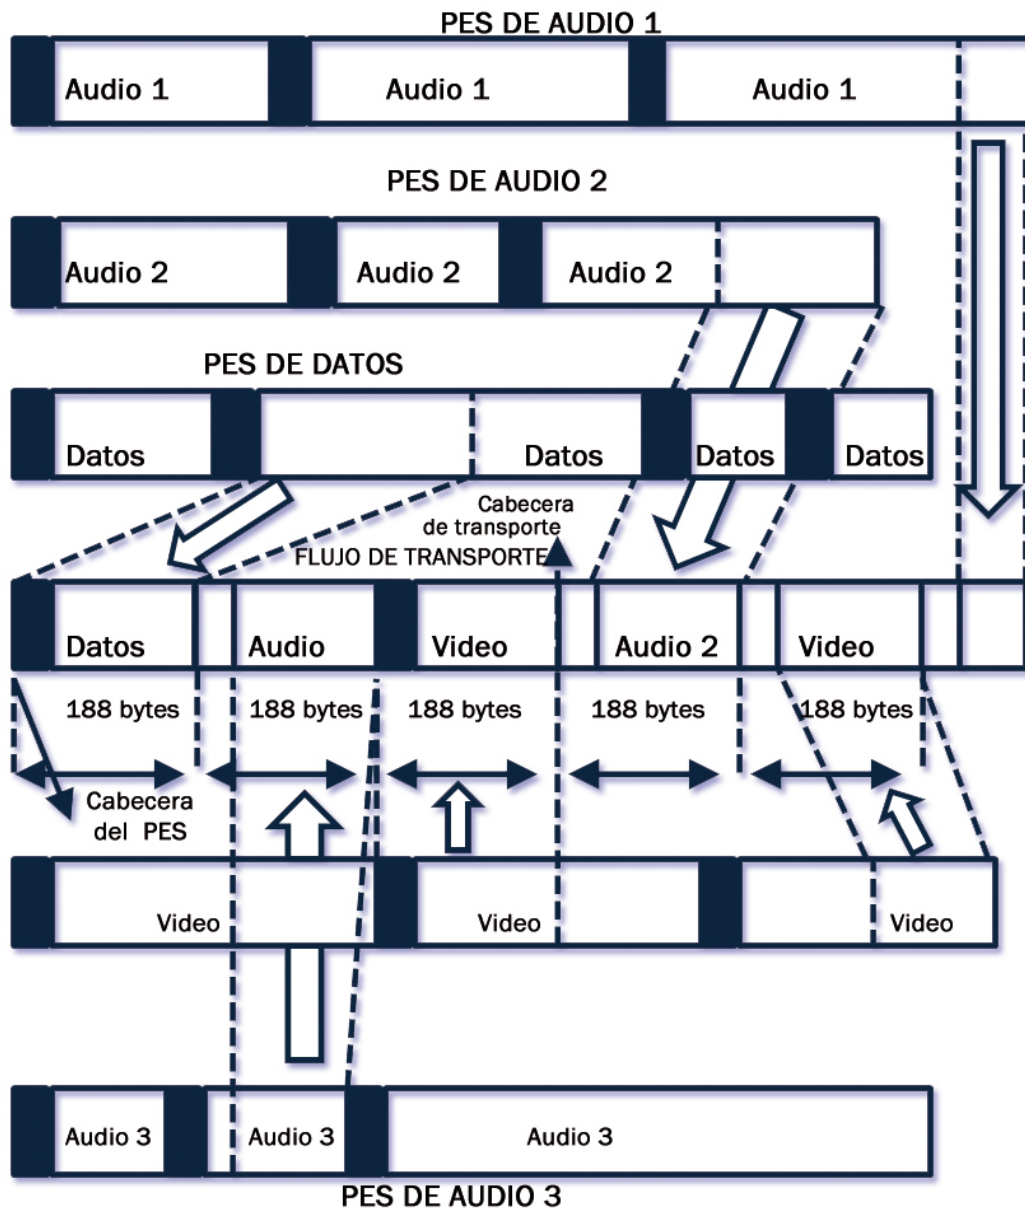 PES DE AUDIO 1
Audio 1
Audio 1
Audio 1
PES DE AUDIO 2
Audio 2
Audio 2
Audio 2
PES DE DATOS
Datos
Datos
Datos
Datos
Cabecera
de transporte
FLUJO DE TRANSPORTE
Datos
Audio
Video
Audio 2
Video
188 bytes
188 bytes
188 bytes
188 bytes
188 bytes
Cabecera
del PES
Video
Video
Video
Audio 3
Audio 3
Audio 3
PES DE AUDIO 3